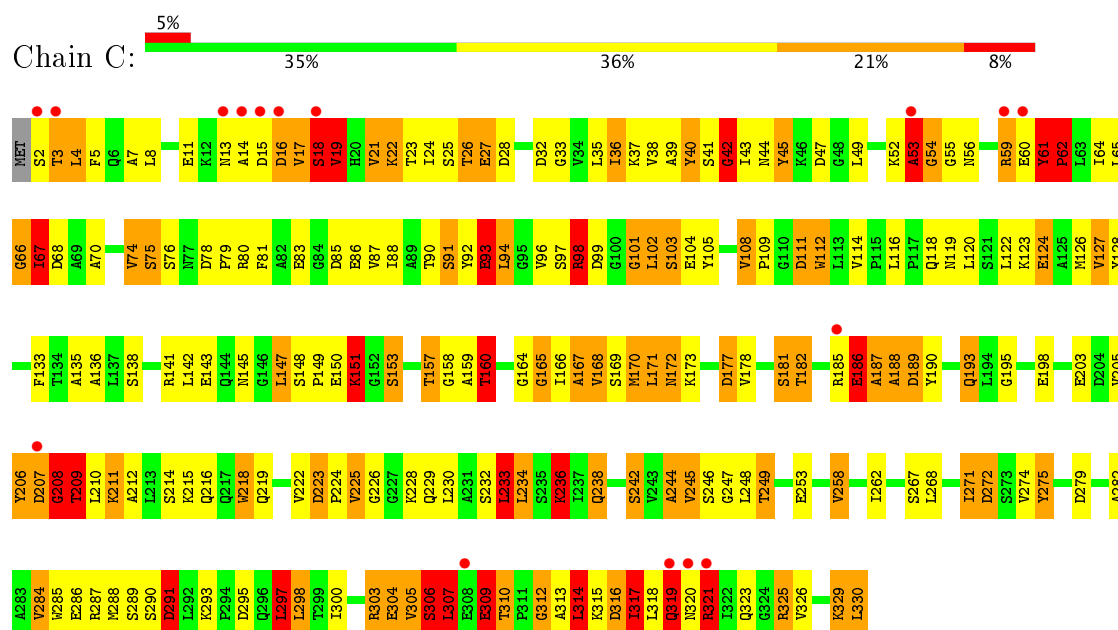 5%
Chain C:
35% 36% 21% 8%
MET S2 T3 L4 F5 Q6 A7 L8 E11 K12 N13 A14 D15 D16 V17 S18 V19 H20 V21 K22 T23 I24 S25 T26 E27 D28 D32 G33 V34 L35 I36 K37 V38 A39 Y40 S41 G42 I43 N44 Y45 K46 D47 G48 L49 K52 A53 G54 G55 N56 R59 E60 Y61 P62 L63 I64 L65
G66 I67 D68 A69 A70 V74 S75 S76 N77 D78 P79 R80 F81 A82 E83 G84 D85 E86 V87 I88 A89 T90 S91 Y92 E93 L94 G95 V96 S97 R98 D99 G100 G101 L102 S103 E104 Y105 V108 P109 G110 D111 W112 L113 V114 P115 L116 P117 Q118 N119 L120 S121 L122 K123 E124 A125 M126 V127 Y128
F133 T134 A135 A136 L137 S138 R141 L142 E143 Q144 N145 G146 L147 S148 P149 E150 K151 G152 S153 T157 G158 A159 T160 G164 G165 I166 A167 V168 S169 M170 L171 N172 K173 D177 V178 S181 T182 R185 E186 A187 A188 D189 Y190 Q193 L194 G195 E198 E203 D204 V205
Y206 D207 G208 T209 L210 K211 A212 L213 S214 K215 Q216 Q217 W218 Q219 V222 D223 P224 V225 G226 G227 K228 Q229 L230 A231 S232 L233 L234 S235 K236 I237 Q238 S242 V243 A244 V245 S246 G247 L248 T249 E253 V258 I262 S267 L268 I271 D272 S273 V274 Y275 D279 A282
A283 V284 W285 E286 R287 M288 S289 S290 D291 L292 K293 P294 D295 Q296 L297 L298 T299 I300 R303 E304 V305 S306 L307 E308 E309 T310 P311 G312 A313 L314 K315 D316 I317 L318 Q319 N320 R321 I322 Q323 G324 R325 V326 K329 L330